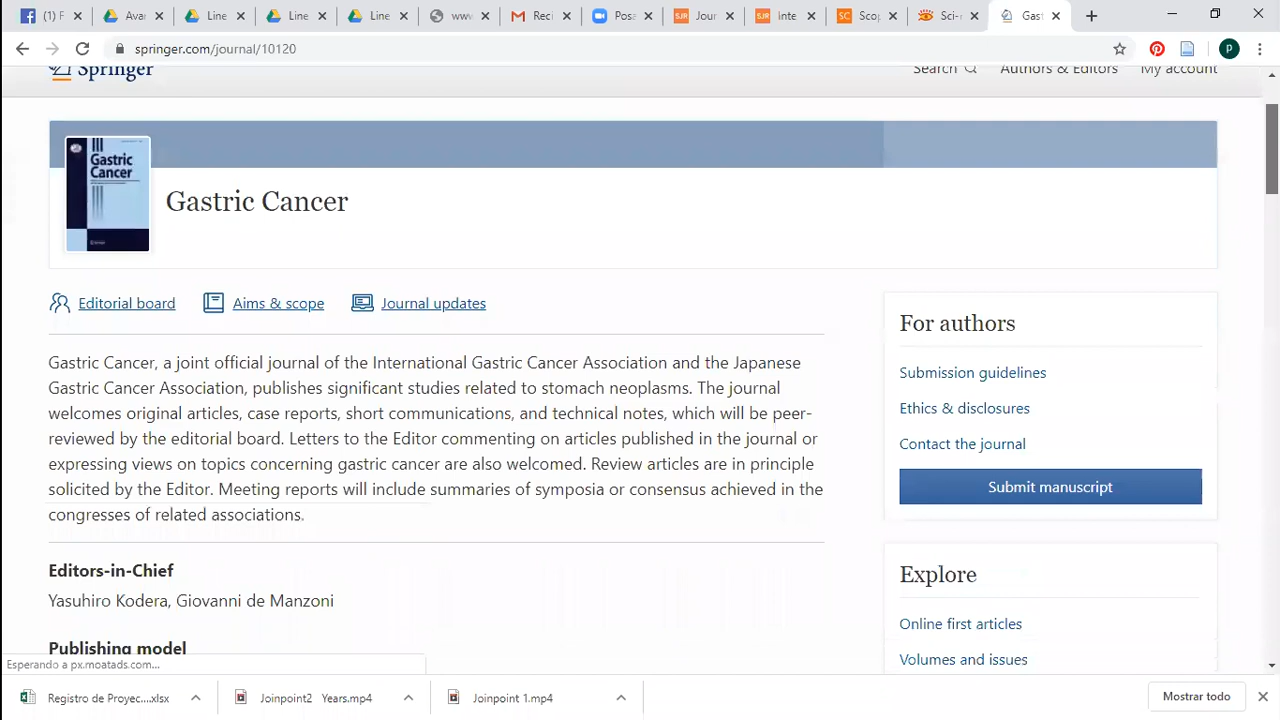 (1) F
Avar
Line
Line
Line
www
Reci
Posa
Jour
Inte
Scop
Sci-
Gast
springer.com/journal/10120
P
Springer
Search
Authors & Editors
My account
Gastric
Cancer
Gastric Cancer
Editorial board
Aims & scope
Journal updates
Gastric Cancer, a joint official journal of the International Gastric Cancer Association and the Japanese
Gastric Cancer Association, publishes significant studies related to stomach neoplasms. The journal
welcomes original articles, case reports, short communications, and technical notes, which will be peer-
reviewed by the editorial board. Letters to the Editor commenting on articles published in the journal or
expressing views on topics concerning gastric cancer are also welcomed. Review articles are in principle
solicited by the Editor. Meeting reports will include summaries of symposia or consensus achieved in the
congresses of related associations.
Editors-in-Chief
Yasuhiro Kodera, Giovanni de Manzoni
Publishing model
For authors
Submission guidelines
Ethics & disclosures
Contact the journal
Submit manuscript
Explore
Online first articles
Volumes and issues
Esperando a px.moatads.com...
Registro de Proyec....xlsx
Joinpoint2 Years.mp4
Joinpoint 1.mp4
Mostrar todo